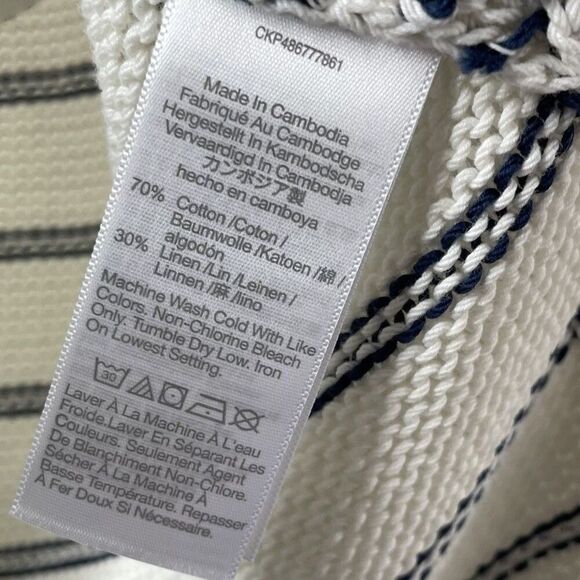 CKP486777861
Made In Cambodia
Fabriqué Au Cambodge
Hergestellt In Kambodscha
Vervaardigd In Cambodja
カンボジア製
hecho en camboya
70% Cotton /Coton /
Baumwolle /Katoen /綿 /
algodón
30% Linen /Lin /Leinen /
Linnen /麻 /lino
Machine Wash Cold With Like
Colors. Non-Chlorine Bleach
Only. Tumble Dry Low. Iron
On Lowest Setting.
30
Laver À La Machine À L'eau
Froide.Laver En Séparant Les
Couleurs. Seulement Agent
De Blanchiment Non-Chlore.
Sécher À La Machine À
Basse Température. Repasser
À Fer Doux Si Nécessaire.